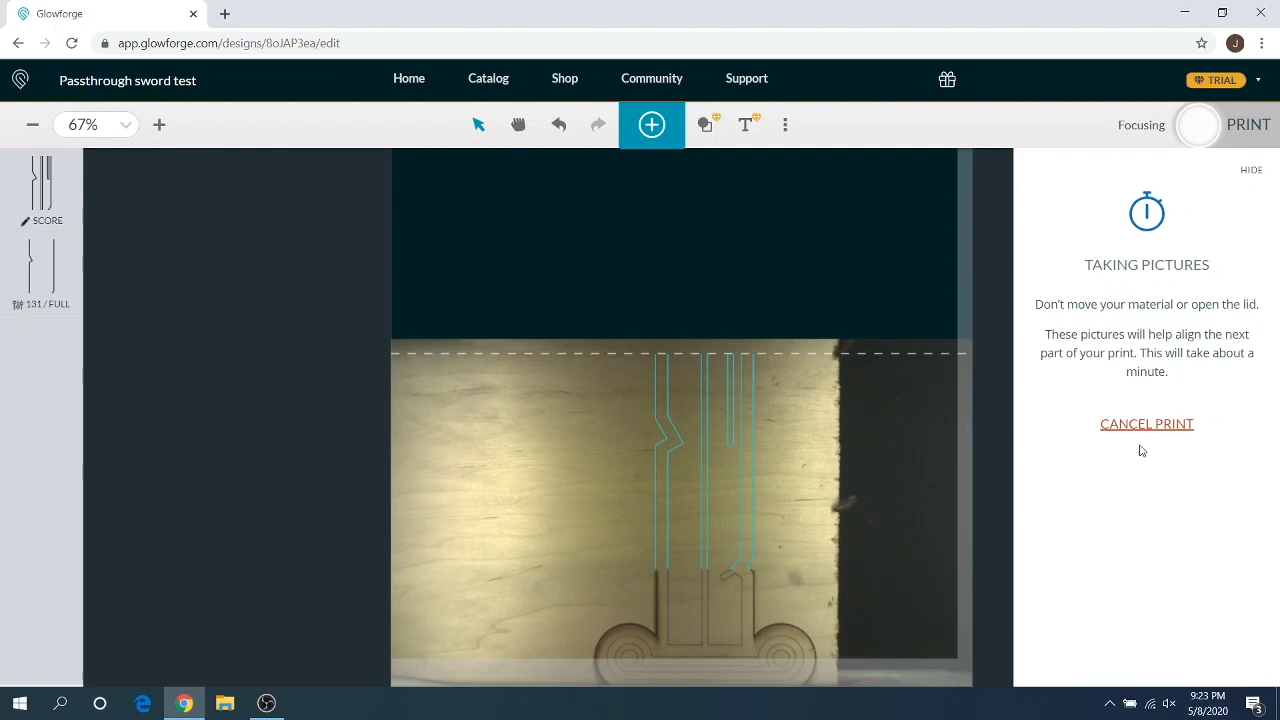 Glowforge
app.glowforge.com/designs/8oJAP3ea/edit
J
Passthrough sword test
Home
Catalog
Shop
Community
Support
TRIAL
67%
T
Focusing
PRINT
SCORE
131/FULL
HIDE
TAKING PICTURES
Don't move your material or open the lid.
These pictures will help align the next
part of your print. This will take about a
minute.
CANCEL PRINT
9:23 PM
5/8/2020
3